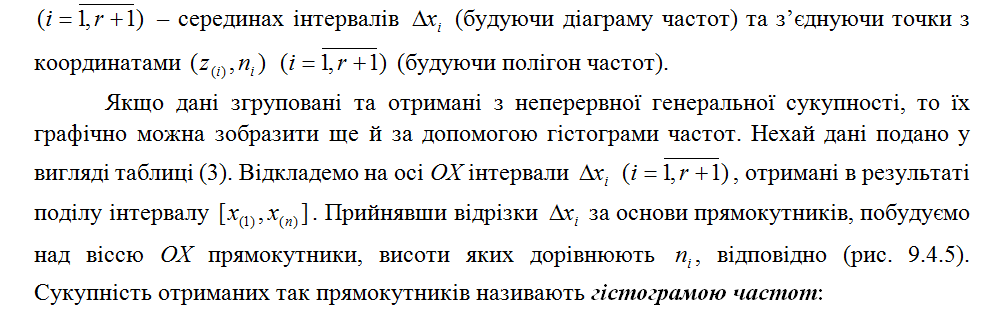 (i = \overline{1, r + 1}) – серединах інтервалів Δx_i (будуючи діаграму частот) та з’єднуючи точки з
координатами (z_{(i)}, n_i) (i = \overline{1, r + 1}) (будуючи полігон частот).
Якщо дані згруповані та отримані з неперервної генеральної сукупності, то їх
графічно можна зобразити ще й за допомогою гістограми частот. Нехай дані подано у
вигляді таблиці (3). Відкладемо на осі OX інтервали Δx_i (i = \overline{1, r + 1}), отримані в результаті
поділу інтервалу [x_{(1)}, x_{(n)}]. Прийнявши відрізки Δx_i за основи прямокутників, побудуємо
над віссю OX прямокутники, висоти яких дорівнюють n_i, відповідно (рис. 9.4.5).
Сукупність отриманих так прямокутників називають гістограмою частот: